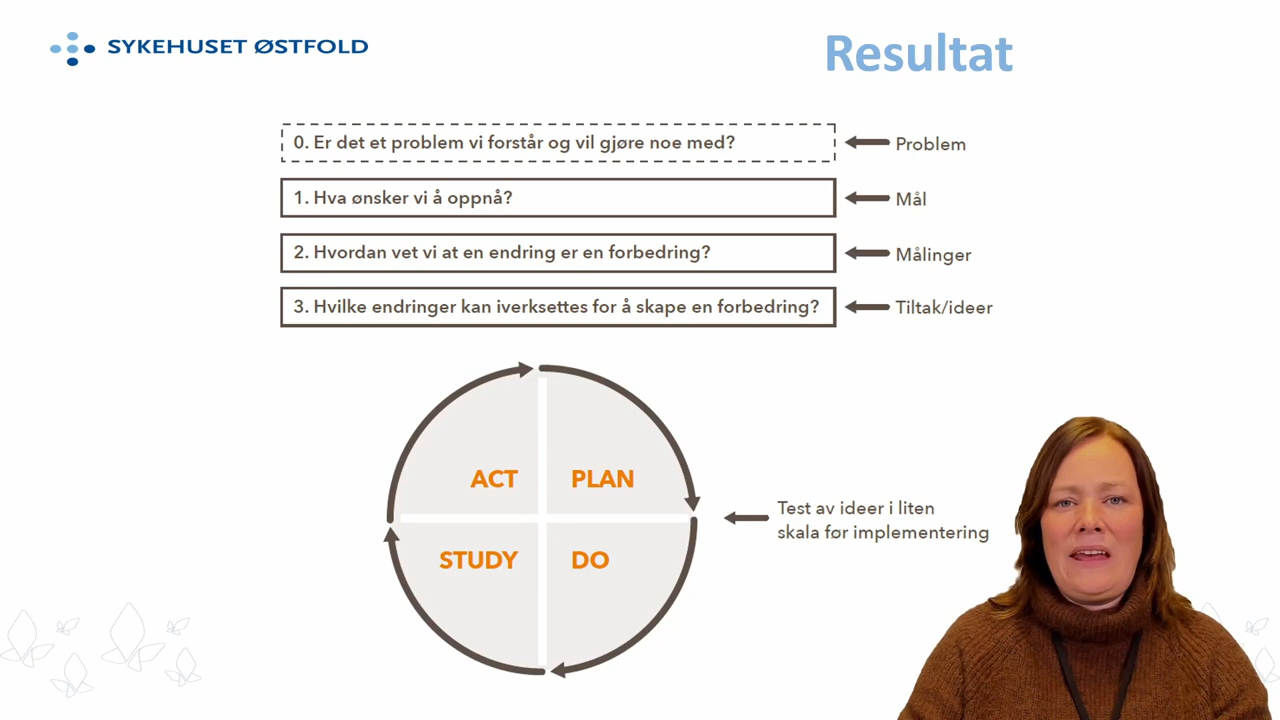 SYKEHUSET ØSTFOLD
Resultat
0. Er det et problem vi forstår og vil gjøre noe med?
Problem
1. Hva ønsker vi å oppnå?
Mål
2. Hvordan vet vi at en endring er en forbedring?
Målinger
3. Hvilke endringer kan iverksettes for å skape en forbedring?
Tiltak/ideer
ACT
PLAN
STUDY
DO
Test av ideer i liten
skala før implementering